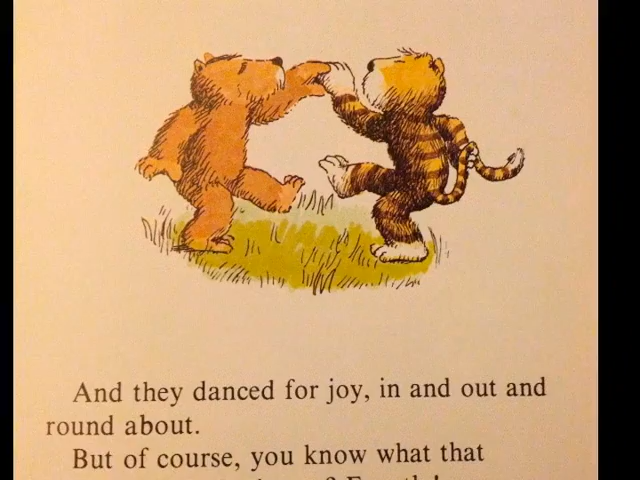 And they danced for joy, in and out and
round about.
But of course, you know what that